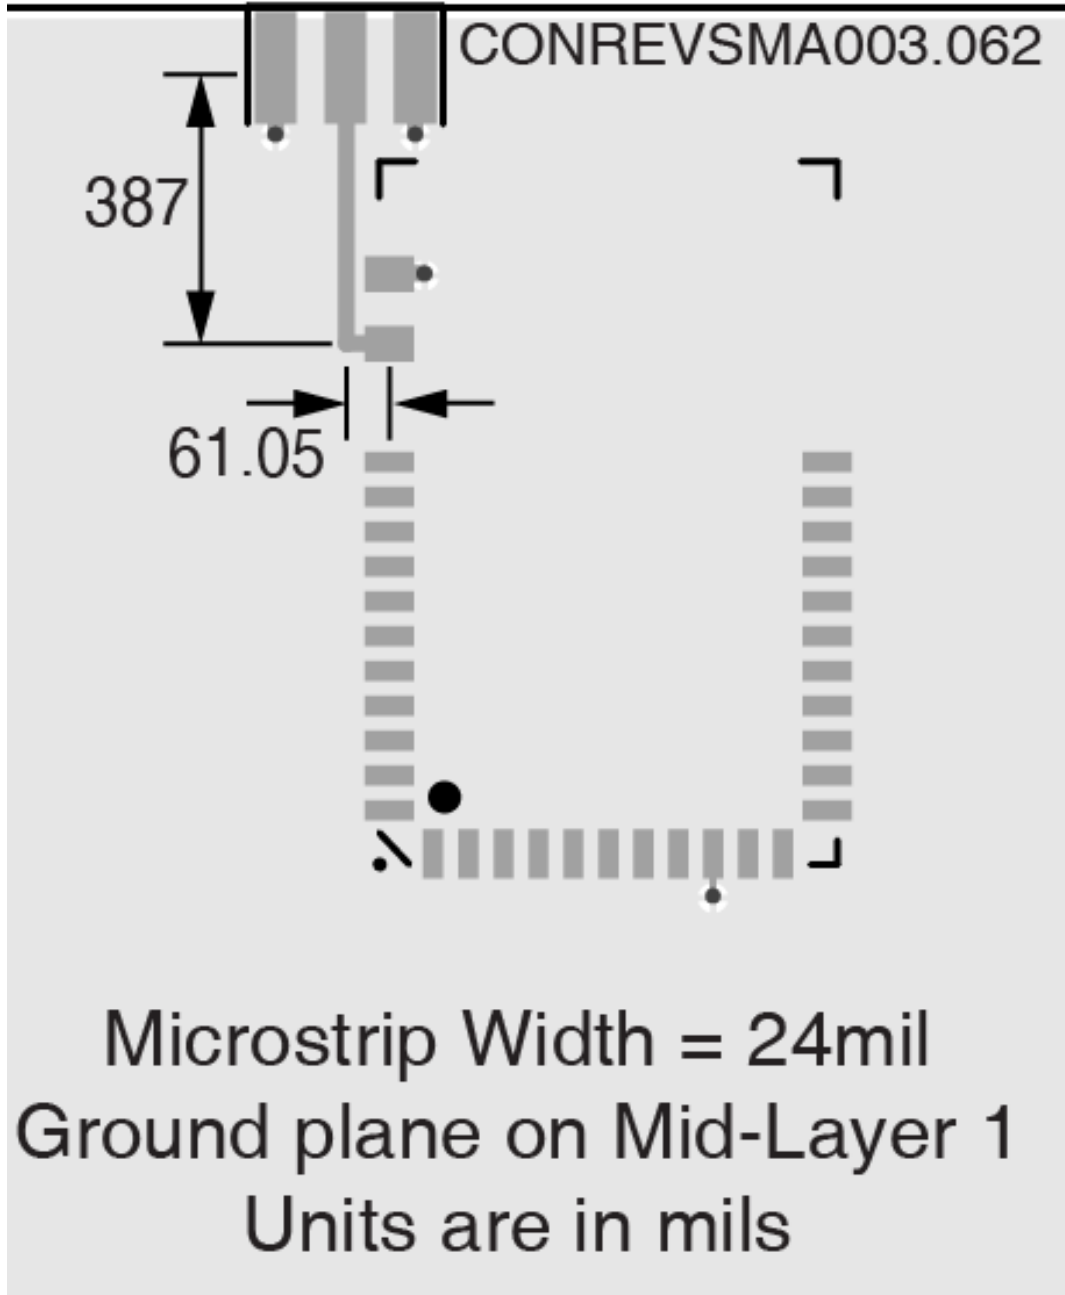 CONREVSMA003.062
387
61.05
Microstrip Width = 24mil
Ground plane on Mid-Layer 1
Units are in mils